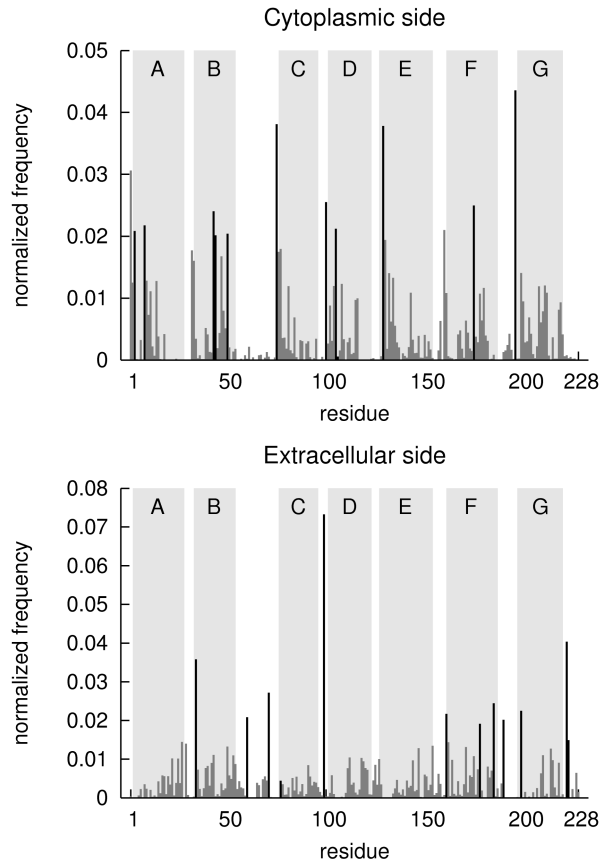 Cytoplasmic side
A B C D E F G
0.05
0.04
0.03
0.02
0.01
0
normalized frequency
1 50 100 150 200 228
residue
Extracellular side
A B C D E F G
0.08
0.07
0.06
0.05
0.04
0.03
0.02
0.01
0
normalized frequency
1 50 100 150 200 228
residue